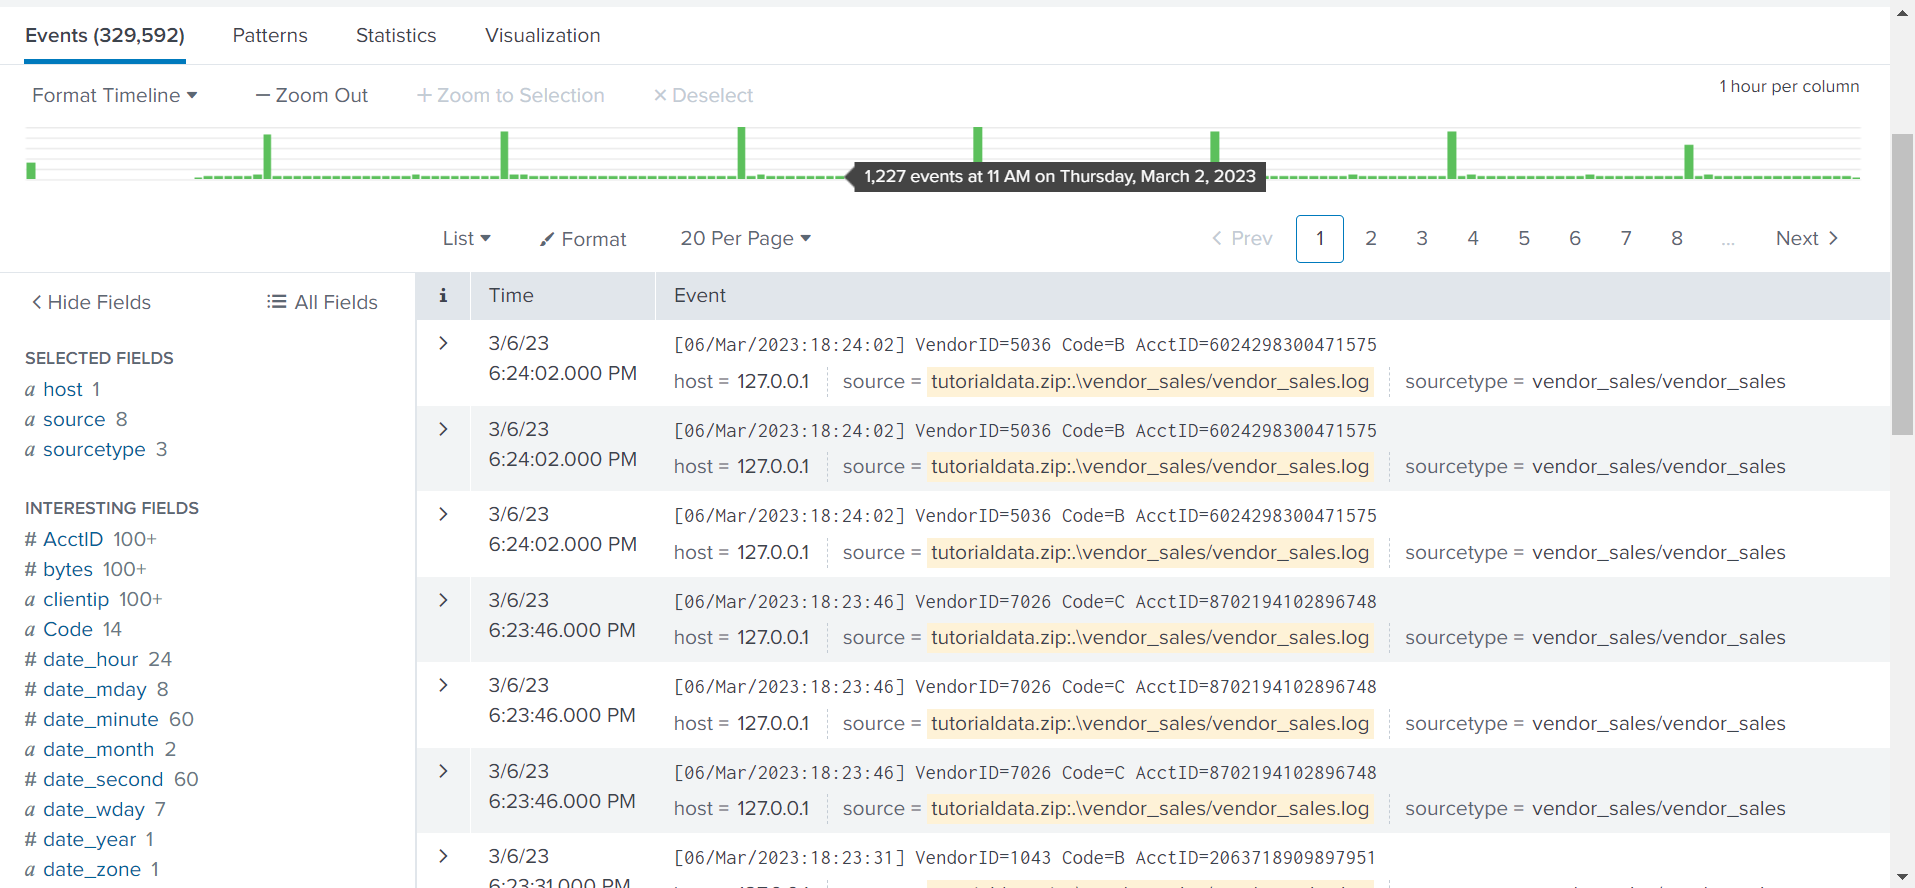 Events (329,592) Patterns Statistics Visualization
Format Timeline — Zoom Out + Zoom to Selection × Deselect 1 hour per column
1,227 events at 11 AM on Thursday, March 2, 2023
List Format 20 Per Page < Prev 1 2 3 4 5 6 7 8 ... Next >
< Hide Fields All Fields
SELECTED FIELDS
a host 1
a source 8
a sourcetype 3
INTERESTING FIELDS
# AcctID 100+
# bytes 100+
a clientip 100+
a Code 14
# date_hour 24
# date_mday 8
# date_minute 60
a date_month 2
# date_second 60
a date_wday 7
# date_year 1
a date_zone 1
i Time Event
> 3/6/23 [06/Mar/2023:18:24:02] VendorID=5036 Code=B AcctID=6024298300471575
6:24:02.000 PM host = 127.0.0.1 source = tutorialdata.zip:.\vendor_sales/vendor_sales.log sourcetype = vendor_sales/vendor_sales
> 3/6/23 [06/Mar/2023:18:24:02] VendorID=5036 Code=B AcctID=6024298300471575
6:24:02.000 PM host = 127.0.0.1 source = tutorialdata.zip:.\vendor_sales/vendor_sales.log sourcetype = vendor_sales/vendor_sales
> 3/6/23 [06/Mar/2023:18:24:02] VendorID=5036 Code=B AcctID=6024298300471575
6:24:02.000 PM host = 127.0.0.1 source = tutorialdata.zip:.\vendor_sales/vendor_sales.log sourcetype = vendor_sales/vendor_sales
> 3/6/23 [06/Mar/2023:18:23:46] VendorID=7026 Code=C AcctID=8702194102896748
6:23:46.000 PM host = 127.0.0.1 source = tutorialdata.zip:.\vendor_sales/vendor_sales.log sourcetype = vendor_sales/vendor_sales
> 3/6/23 [06/Mar/2023:18:23:46] VendorID=7026 Code=C AcctID=8702194102896748
6:23:46.000 PM host = 127.0.0.1 source = tutorialdata.zip:.\vendor_sales/vendor_sales.log sourcetype = vendor_sales/vendor_sales
> 3/6/23 [06/Mar/2023:18:23:46] VendorID=7026 Code=C AcctID=8702194102896748
6:23:46.000 PM host = 127.0.0.1 source = tutorialdata.zip:.\vendor_sales/vendor_sales.log sourcetype = vendor_sales/vendor_sales
> 3/6/23 [06/Mar/2023:18:23:31] VendorID=1043 Code=B AcctID=2063718909897951
6:23:31.000 PM